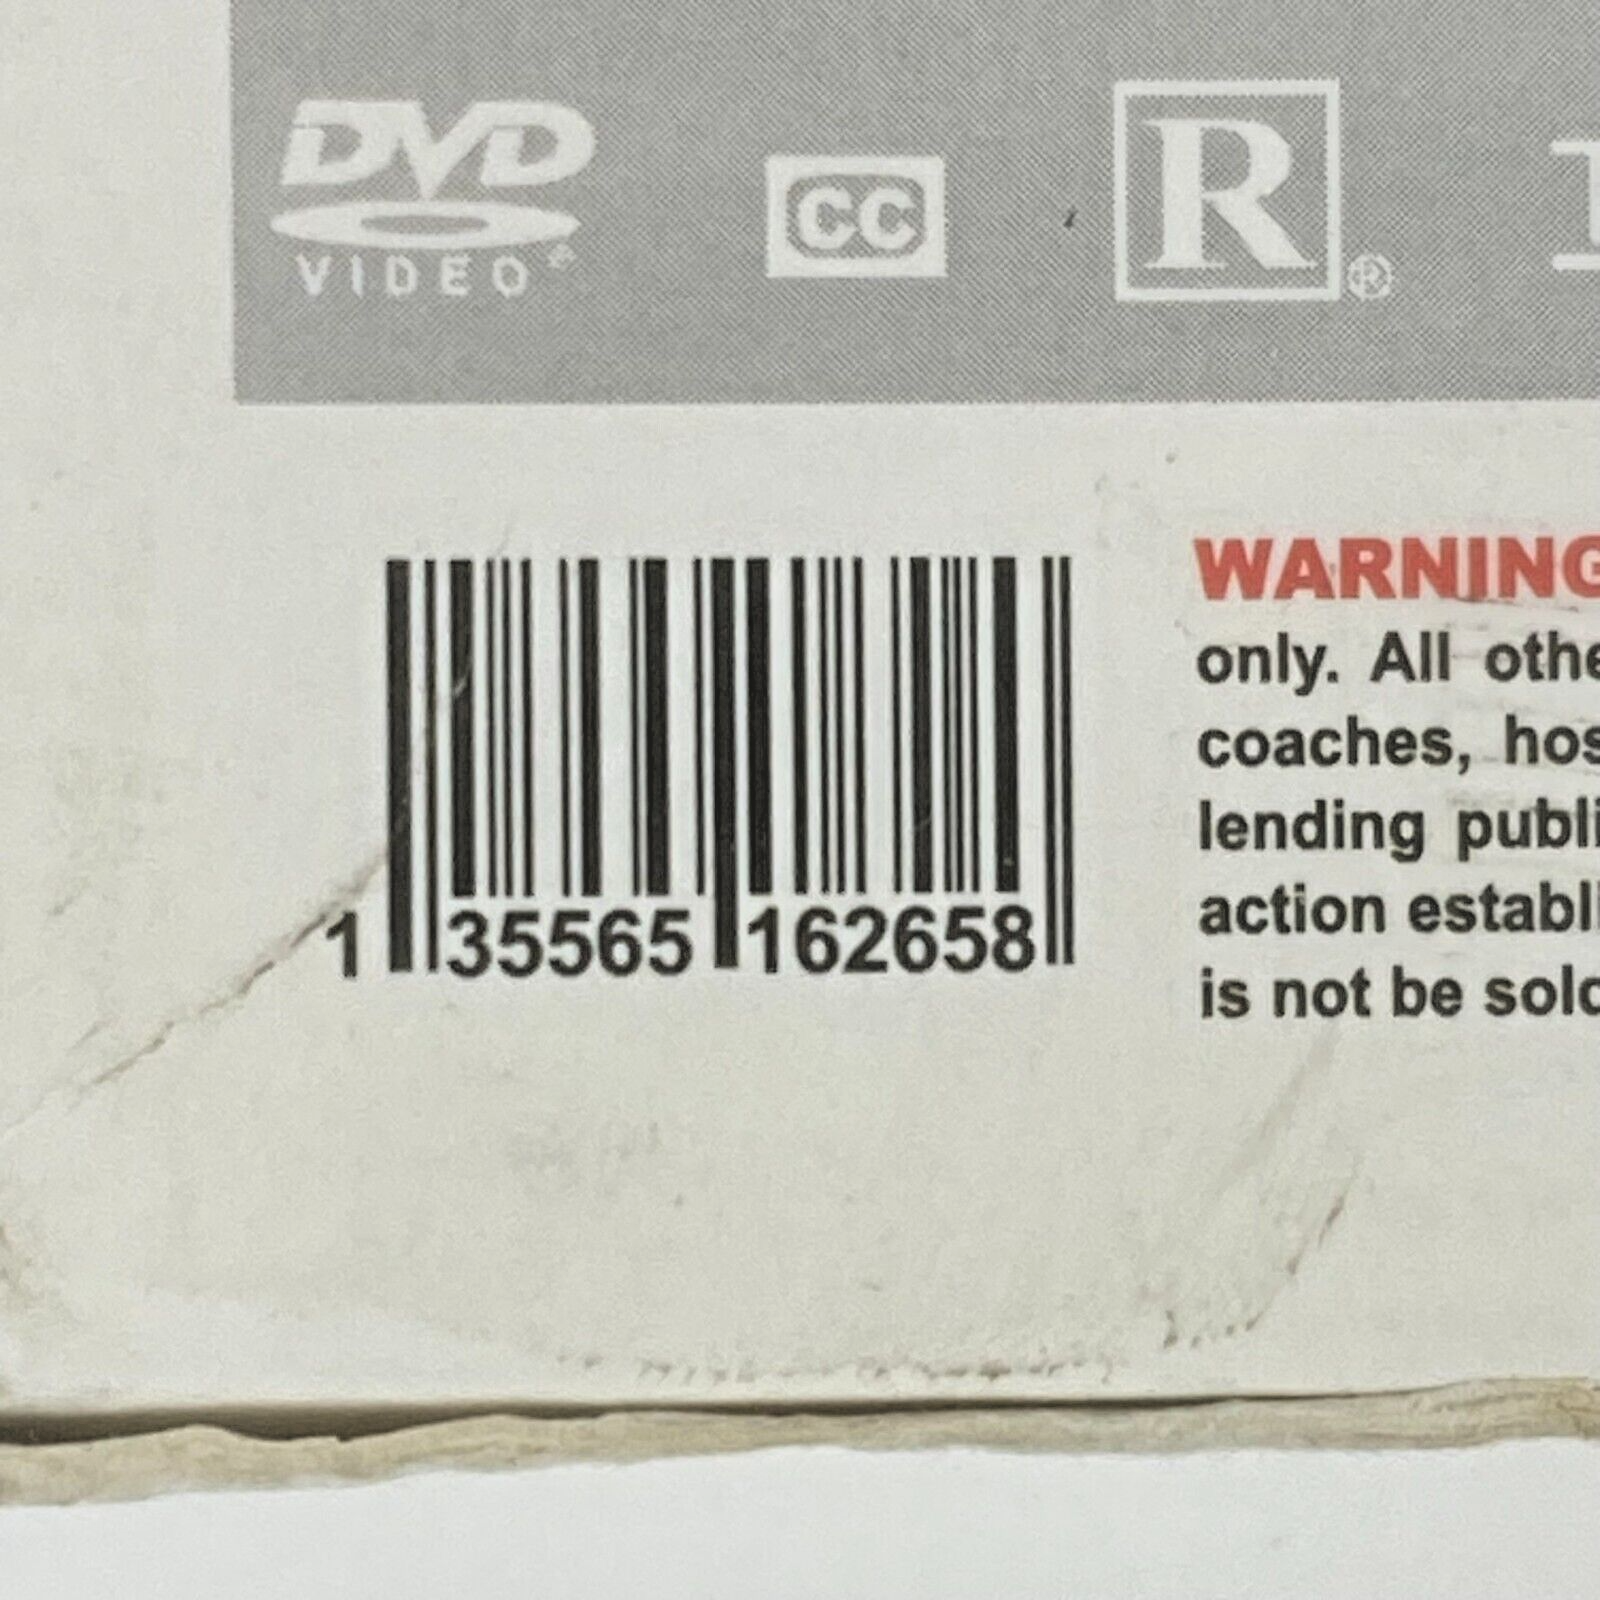 DVD
VIDEO
CC
R ®
1 35565 162658
WARNING
only. All othe
coaches, hos
lending publi
action establi
is not be sold